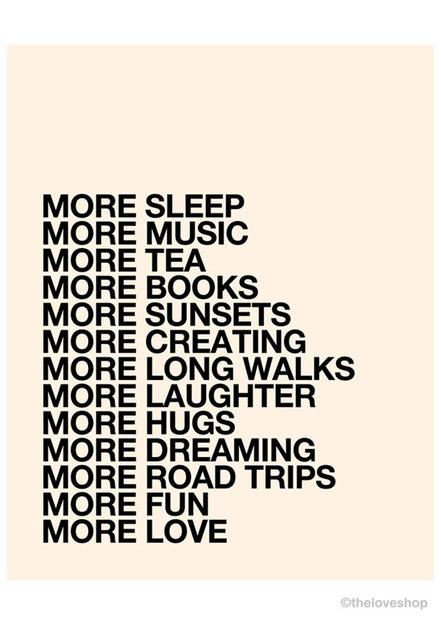 MORE SLEEP
MORE MUSIC
MORE TEA
MORE BOOKS
MORE SUNSETS
MORE CREATING
MORE LONG WALKS
MORE LAUGHTER
MORE HUGS
MORE DREAMING
MORE ROAD TRIPS
MORE FUN
MORE LOVE
©theloveshop